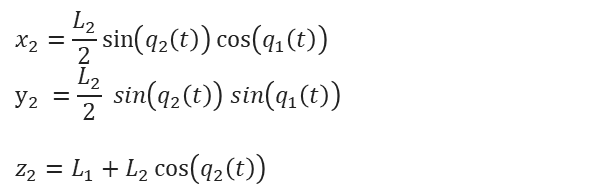 x₂ = L₂/2 sin(q₂(t)) cos(q₁(t))
y₂ = L₂/2 sin(q₂(t)) sin(q₁(t))
z₂ = L₁ + L₂ cos(q₂(t))